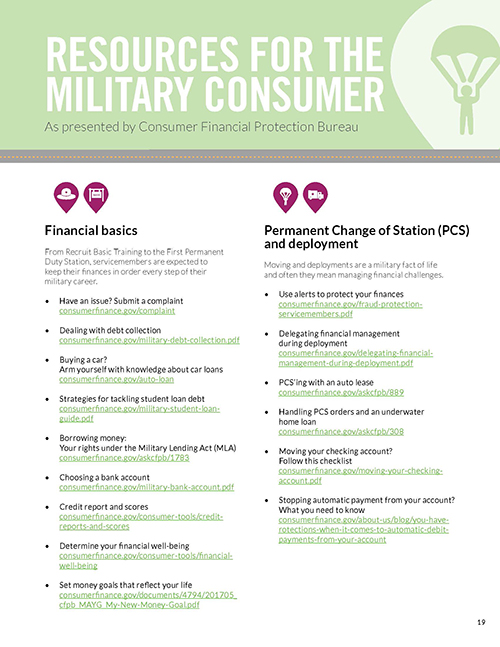 RESOURCES FOR THE
MILITARY CONSUMER
As presented by Consumer Financial Protection Bureau
Financial basics
From Recruit Basic Training to the First Permanent
Duty Station, servicemembers are expected to
keep their finances in order every step of their
military career.
• Have an issue? Submit a complaint
consumerfinance.gov/complaint
• Dealing with debt collection
consumerfinance.gov/military-debt-collection.pdf
• Buying a car?
Arm yourself with knowledge about car loans
consumerfinance.gov/auto-loan
• Strategies for tackling student loan debt
consumerfinance.gov/military-student-loan-
guide.pdf
• Borrowing money:
Your rights under the Military Lending Act (MLA)
consumerfinance.gov/askcfpb/1783
• Choosing a bank account
consumerfinance.gov/military-bank-account.pdf
• Credit report and scores
consumerfinance.gov/consumer-tools/credit-
reports-and-scores
• Determine your financial well-being
consumerfinance.gov/consumer-tools/financial-
well-being
• Set money goals that reflect your life
consumerfinance.gov/documents/4794/201705_
cfpb_MAYG_My-New-Money-Goal.pdf
Permanent Change of Station (PCS)
and deployment
Moving and deployments are a military fact of life
and often they mean managing financial challenges.
• Use alerts to protect your finances
consumerfinance.gov/fraud-protection-
servicemembers.pdf
• Delegating financial management
during deployment
consumerfinance.gov/delegating-financial-
management-during-deployment.pdf
• PCS'ing with an auto lease
consumerfinance.gov/askcfpb/889
• Handling PCS orders and an underwater
home loan
consumerfinance.gov/askcfpb/308
• Moving your checking account?
Follow this checklist
consumerfinance.gov/moving-your-checking-
account.pdf
• Stopping automatic payment from your account?
What you need to know
consumerfinance.gov/about-us/blog/you-have-
rotections-when-it-comes-to-automatic-debit-
payments-from-your-account
19